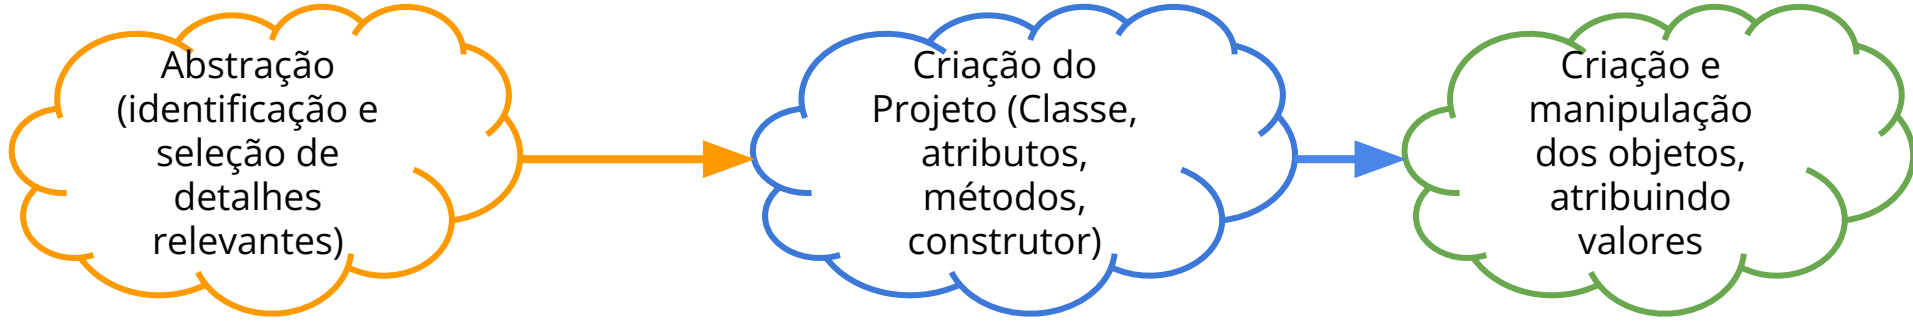 Abstração
(identificação e
seleção de
detalhes
relevantes)
Criação do
Projeto (Classe,
atributos,
métodos,
construtor)
Criação e
manipulação
dos objetos,
atribuindo
valores